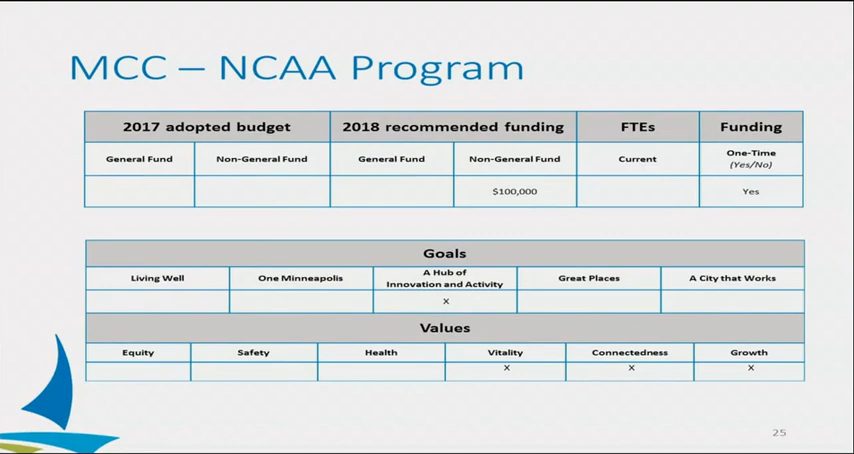 MCC – NCAA Program
2017 adopted budget 2018 recommended funding FTEs Funding
General Fund Non-General Fund General Fund Non-General Fund Current One-Time
(Yes/No)
$100,000 Yes
Goals
Living Well One Minneapolis A Hub of
Innovation and Activity Great Places A City that Works
X
Values
Equity Safety Health Vitality Connectedness Growth
X X X
25